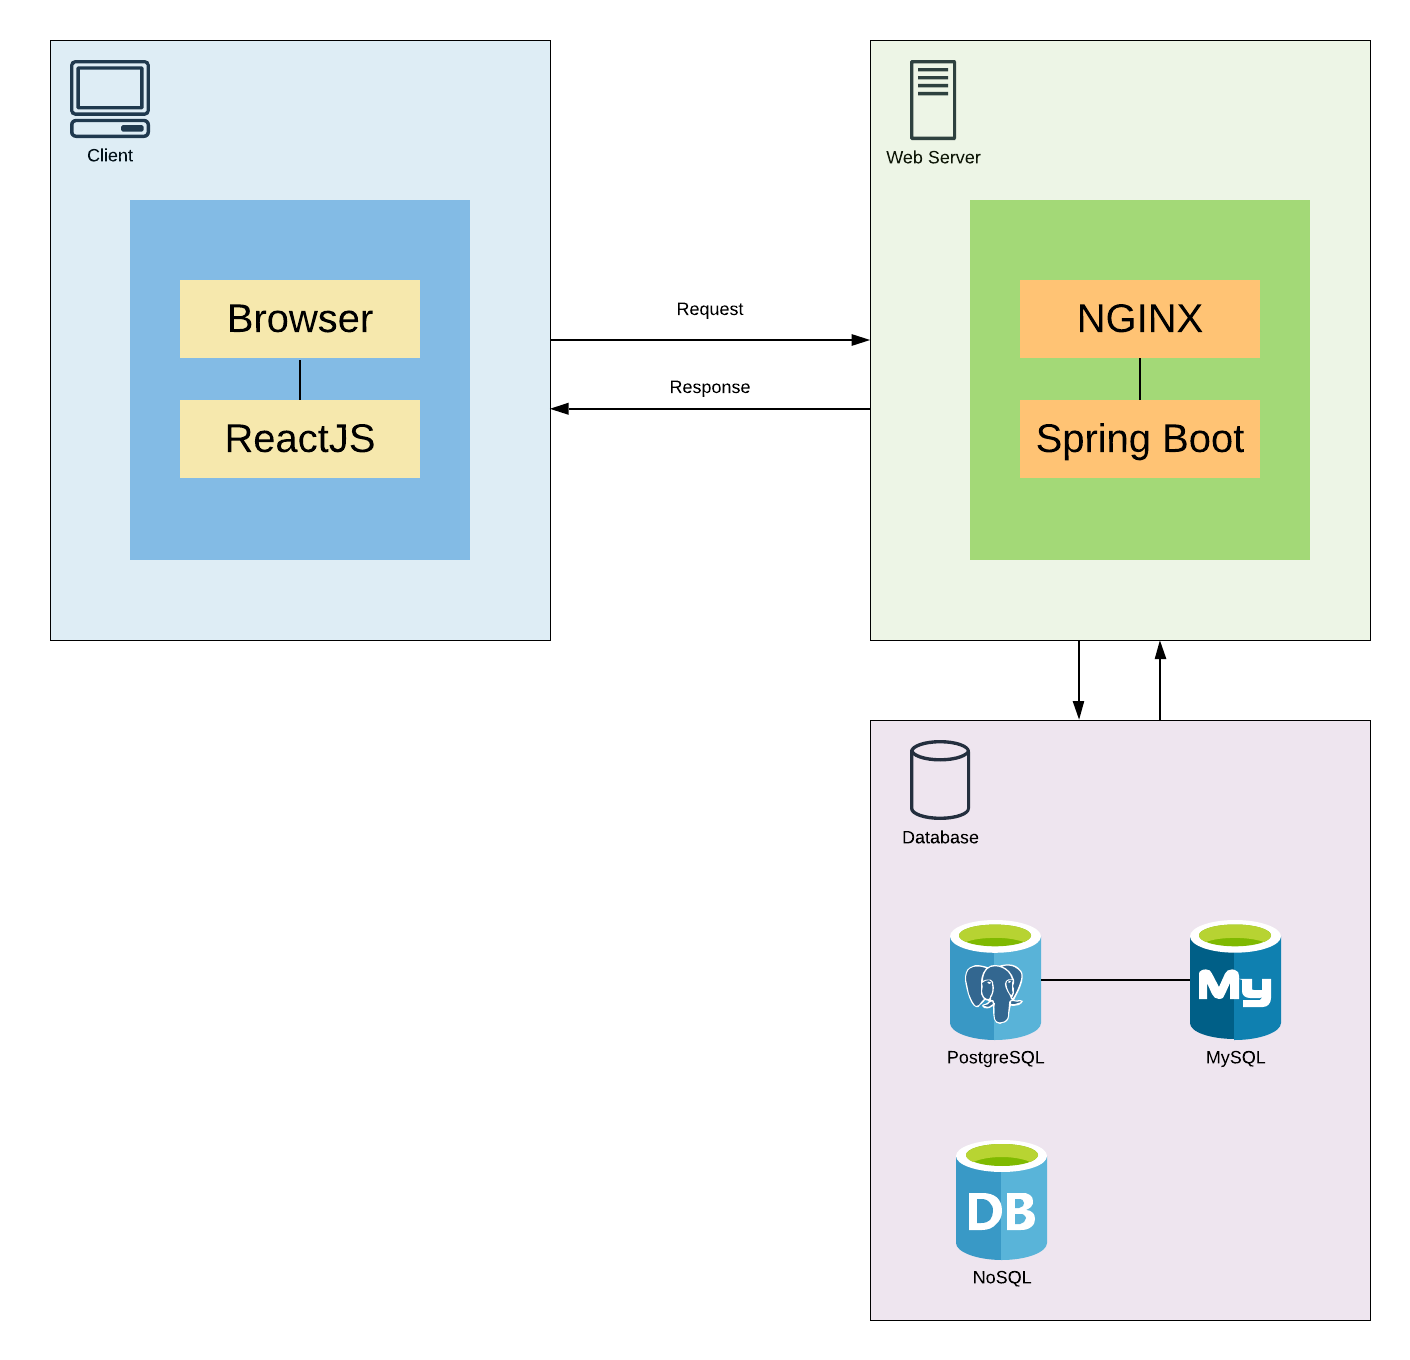 Client
Browser
ReactJS
Request
Response
Web Server
NGINX
Spring Boot
Database
PostgreSQL
My
MySQL
DB
NoSQL